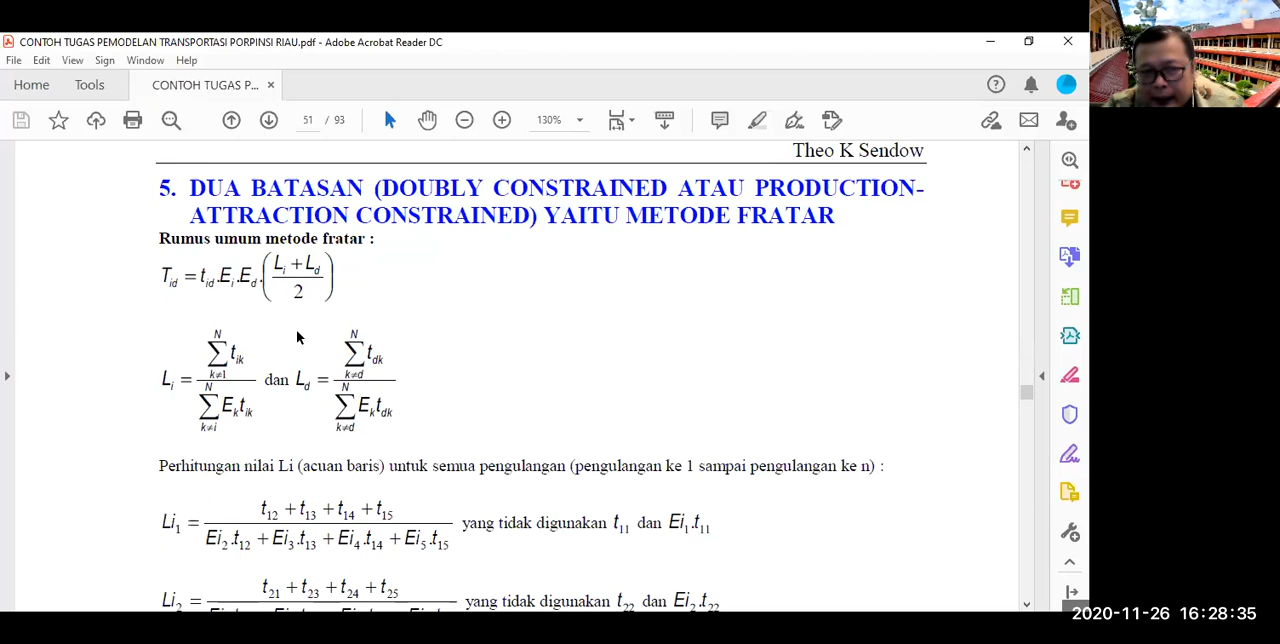 CONTOH TUGAS PEMODELAN TRANSPORTASI PORPINSI RIAU.pdf - Adobe Acrobat Reader DC
File Edit View Sign Window Help
Home Tools CONTOH TUGAS P... ×
51 / 93 130%
Theo K Sendow
5. DUA BATASAN (DOUBLY CONSTRAINED ATAU PRODUCTION-
ATTRACTION CONSTRAINED) YAITU METODE FRATAR
Rumus umum metode fratar :
T_id = t_id.E_i.E_d.((L_i + L_d)/2)
L_i = (∑_{k≠1}^{N} t_ik)/(∑_{k≠i}^{N} E_k t_ik) dan L_d = (∑_{k≠d}^{N} t_dk)/(∑_{k≠d}^{N} E_k t_dk)
Perhitungan nilai Li (acuan baris) untuk semua pengulangan (pengulangan ke 1 sampai pengulangan ke n) :
Li_1 = (t_12 + t_13 + t_14 + t_15)/(Ei_2.t_12 + Ei_3.t_13 + Ei_4.t_14 + Ei_5.t_15) yang tidak digunakan t_11 dan Ei_1.t_11
Li_2 = t_21 + t_23 + t_24 + t_25 yang tidak digunakan t_22 dan Ei_2.t_22
2020-11-26 16:28:35